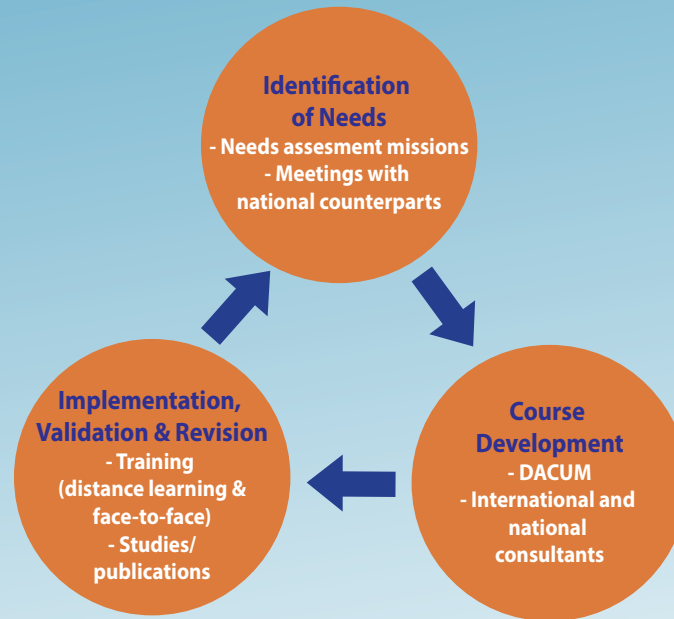 Identification
of Needs
- Needs assesment missions
- Meetings with
national counterparts
Implementation,
Validation & Revision
- Training
(distance learning &
face-to-face)
- Studies/
publications
Course
Development
- DACUM
- International and
national
consultants